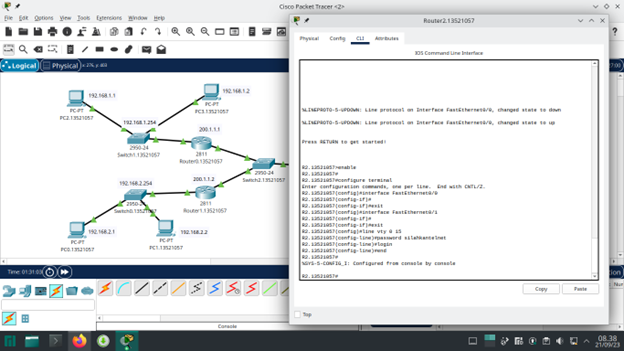 Cisco Packet Tracer <2>
File Edit Options View Tools Extensions Window Help
Logical Physical x: 276, y: 463
192.168.1.1
PC-PT
PC2.13521057
192.168.1.2
PC-PT
PC3.13521057
192.168.1.254
2950-24
Switch1.13521057
200.1.1.1
2811
Router0.13521057
2950-24
Switch2.13521057
192.168.2.254
2950-24
Switch0.13521057
200.1.1.2
2811
Router1.13521057
PC-PT
PC0.13521057
192.168.2.1
PC-PT
PC1.13521057
192.168.2.2
Time: 01:31:03
Console
Router2.13521057
Physical Config CLI Attributes
IOS Command Line Interface
%LINEPROTO-5-UPDOWN: Line protocol on Interface FastEthernet0/0, changed state to down
%LINEPROTO-5-UPDOWN: Line protocol on Interface FastEthernet0/0, changed state to up
Press RETURN to get started!
R2.13521057>enable
R2.13521057#
R2.13521057#configure terminal
Enter configuration commands, one per line. End with CNTL/Z.
R2.13521057(config)#interface FastEthernet0/0
R2.13521057(config-if)#
R2.13521057(config-if)#exit
R2.13521057(config)#interface FastEthernet0/1
R2.13521057(config-if)#
R2.13521057(config-if)#exit
R2.13521057(config)#line vty 0 15
R2.13521057(config-line)#password silahkantelnet
R2.13521057(config-line)#login
R2.13521057(config-line)#end
R2.13521057#
%SYS-5-CONFIG_I: Configured from console by console
R2.13521057#
Copy Paste
Top
08.38
21/09/23